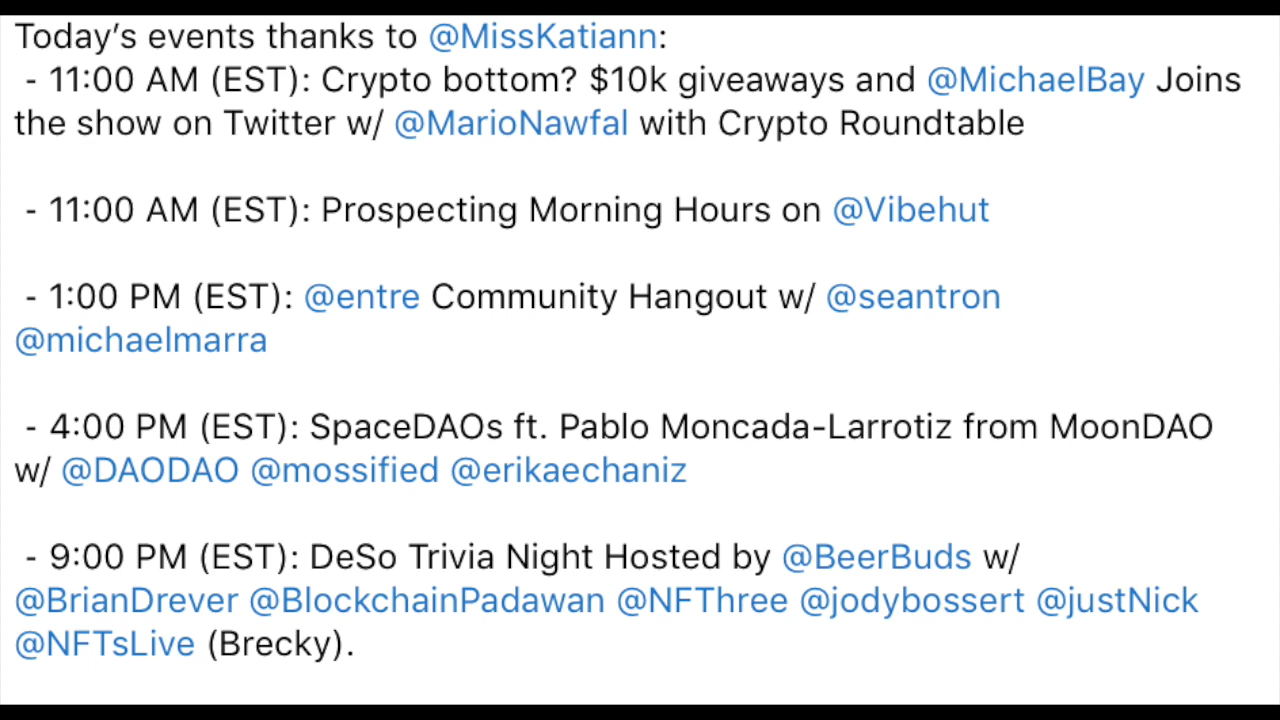 Today’s events thanks to @MissKatiann:
- 11:00 AM (EST): Crypto bottom? $10k giveaways and @MichaelBay Joins
the show on Twitter w/ @MarioNawfal with Crypto Roundtable
- 11:00 AM (EST): Prospecting Morning Hours on @Vibehut
- 1:00 PM (EST): @entre Community Hangout w/ @seantron
@michaelmarra
- 4:00 PM (EST): SpaceDAOs ft. Pablo Moncada-Larrotiz from MoonDAO
w/ @DAODAO @mossified @erikaechaniz
- 9:00 PM (EST): DeSo Trivia Night Hosted by @BeerBuds w/
@BrianDrever @BlockchainPadawan @NFThree @jodybossert @justNick
@NFTsLive (Brecky).